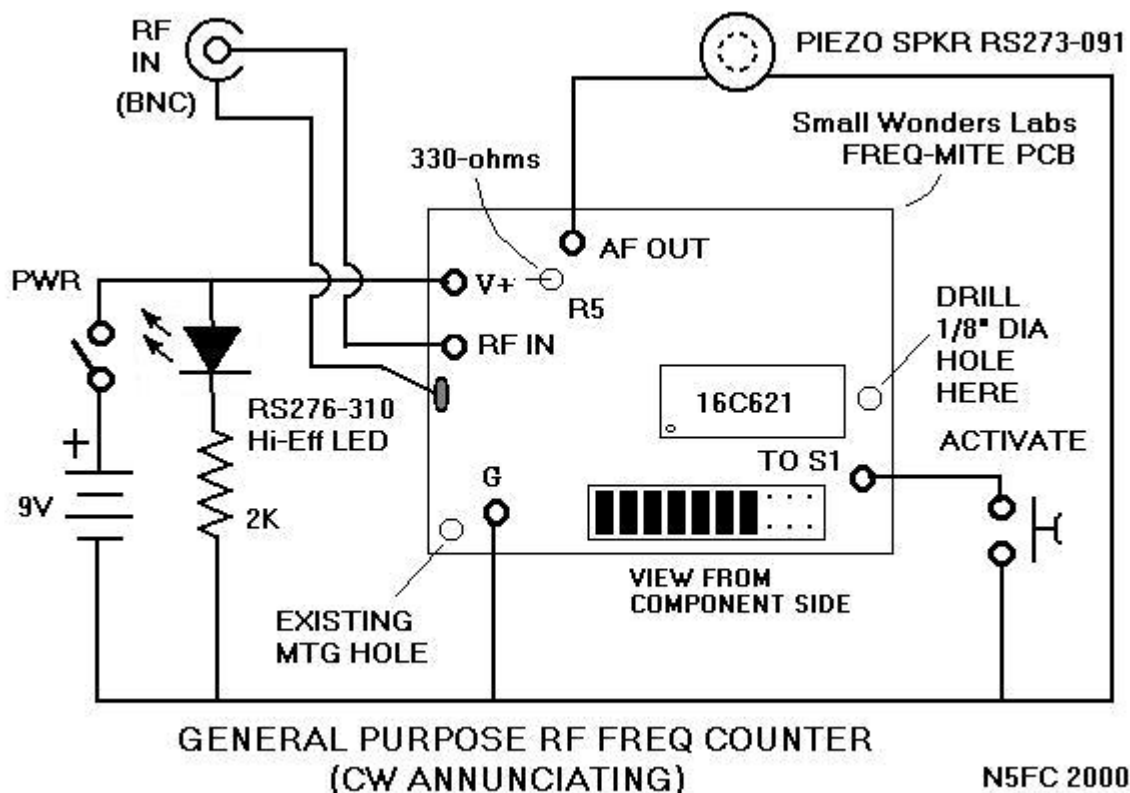 RF
IN
(BNC)
PIEZO SPKR RS273-091
Small Wonders Labs
FREQ-MITE PCB
330-ohms
AF OUT
PWR
V+
R5
RF IN
DRILL
1/8" DIA
HOLE
HERE
RS276-310
Hi-Eff LED
16C621
ACTIVATE
TO S1
+
9V
2K
G
VIEW FROM
COMPONENT SIDE
EXISTING
MTG HOLE
GENERAL PURPOSE RF FREQ COUNTER
(CW ANNUNCIATING)
N5FC 2000